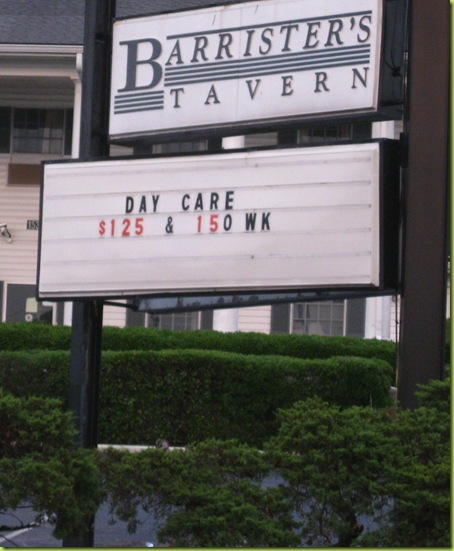 BARRISTER'S
TAVERN
DAY CARE
$125 & 150 WK